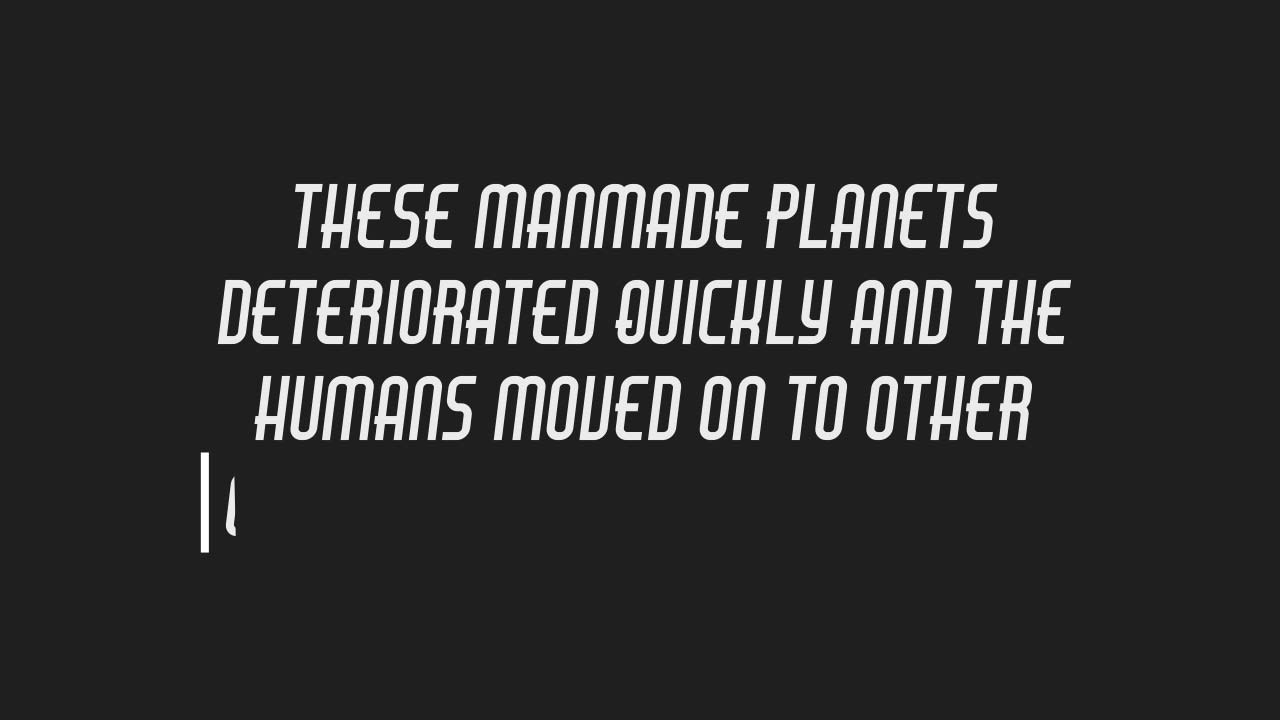 THESE MANMADE PLANETS
DETERIORATED QUICKLY AND THE
HUMANS MOVED ON TO OTHER